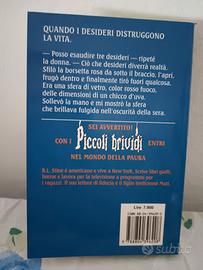 QUANDO I DESIDERI DISTRUGGONO
LA VITA.
— Posso esaudire tre desideri — ripeté
la donna. — Ciò che desideri diverrà realtà.
Sfilò la borsetta rosa da sotto il braccio, l'aprì,
frugò dentro e finalmente tirò fuori qualcosa.
Era una sfera di vetro, color rosso fuoco,
delle dimensioni di un chicco d'uva.
Sollevò la mano e mi mostrò la sfera
che brillava fulgida nell'oscurità della sera.
SEI AVVERTITO!
CON I Piccoli brividi ENTRI
NEL MONDO DELLA PAURA
R.L. Stine è americano e vive a New York. Scrive libri gialli,
horror e lavora per la televisione a programmi per
i ragazzi. Il suo lettore di fiducia è il figlio tredicenne Matt.
Lire 7.900
Subito